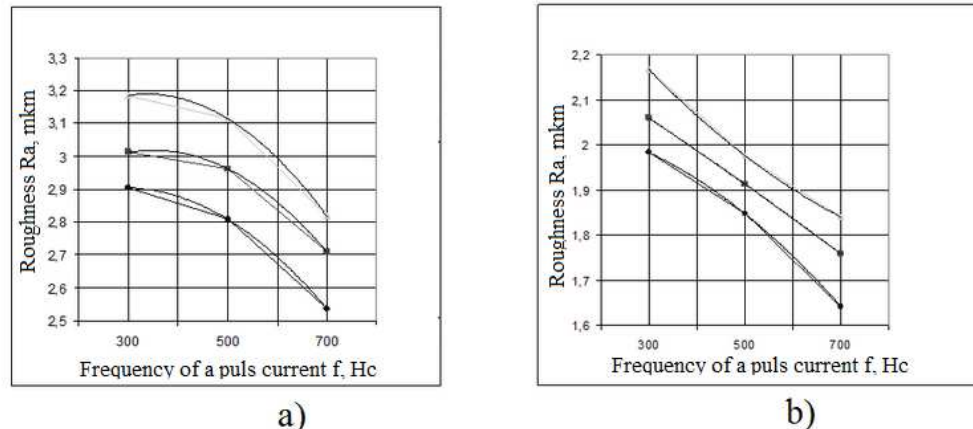 Roughness Ra, mkm
3,3
3,2
3,1
3
2,9
2,8
2,7
2,6
2,5
300 500 700
Frequency of a puls current f, Hc
a)
Roughness Ra, mkm
2,2
2,1
2
1,9
1,8
1,7
1,6
300 500 700
Frequency of a puls current f, Hc
b)